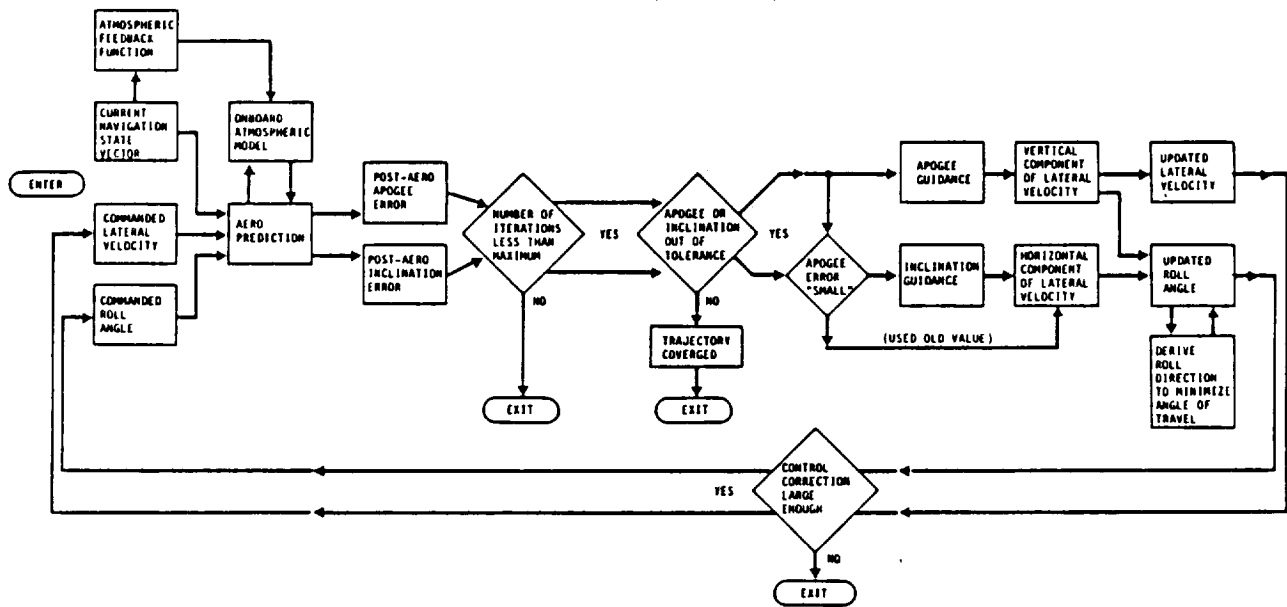 ATMOSPHERIC
FEEDBACK
FUNCTION
CURRENT
NAVIGATION
STATE
VECTOR
ONBOARD
ATMOSPHERIC
MODEL
ENTER
COMMANDED
LATERAL
VELOCITY
COMMANDED
ROLL
ANGLE
AERO
PREDICTION
POST-AERO
APOGEE
ERROR
POST-AERO
INCLINATION
ERROR
NUMBER OF
ITERATIONS
LESS THAN
MAXIMUM
YES
NO
EXIT
APOGEE OR
INCLINATION
OUT OF
TOLERANCE
YES
NO
TRAJECTORY
COVERGED
EXIT
APOGEE
ERROR
"SMALL"
(USED OLD VALUE)
APOGEE
GUIDANCE
INCLINATION
GUIDANCE
VERTICAL
COMPONENT
OF LATERAL
VELOCITY
HORIZONTAL
COMPONENT
OF LATERAL
VELOCITY
UPDATED
LATERAL
VELOCITY
UPDATED
ROLL
ANGLE
DERIVE
ROLL
DIRECTION
TO MINIMIZE
ANGLE OF
TRAVEL
CONTROL
CORRECTION
LARGE
ENOUGH
YES
NO
EXIT